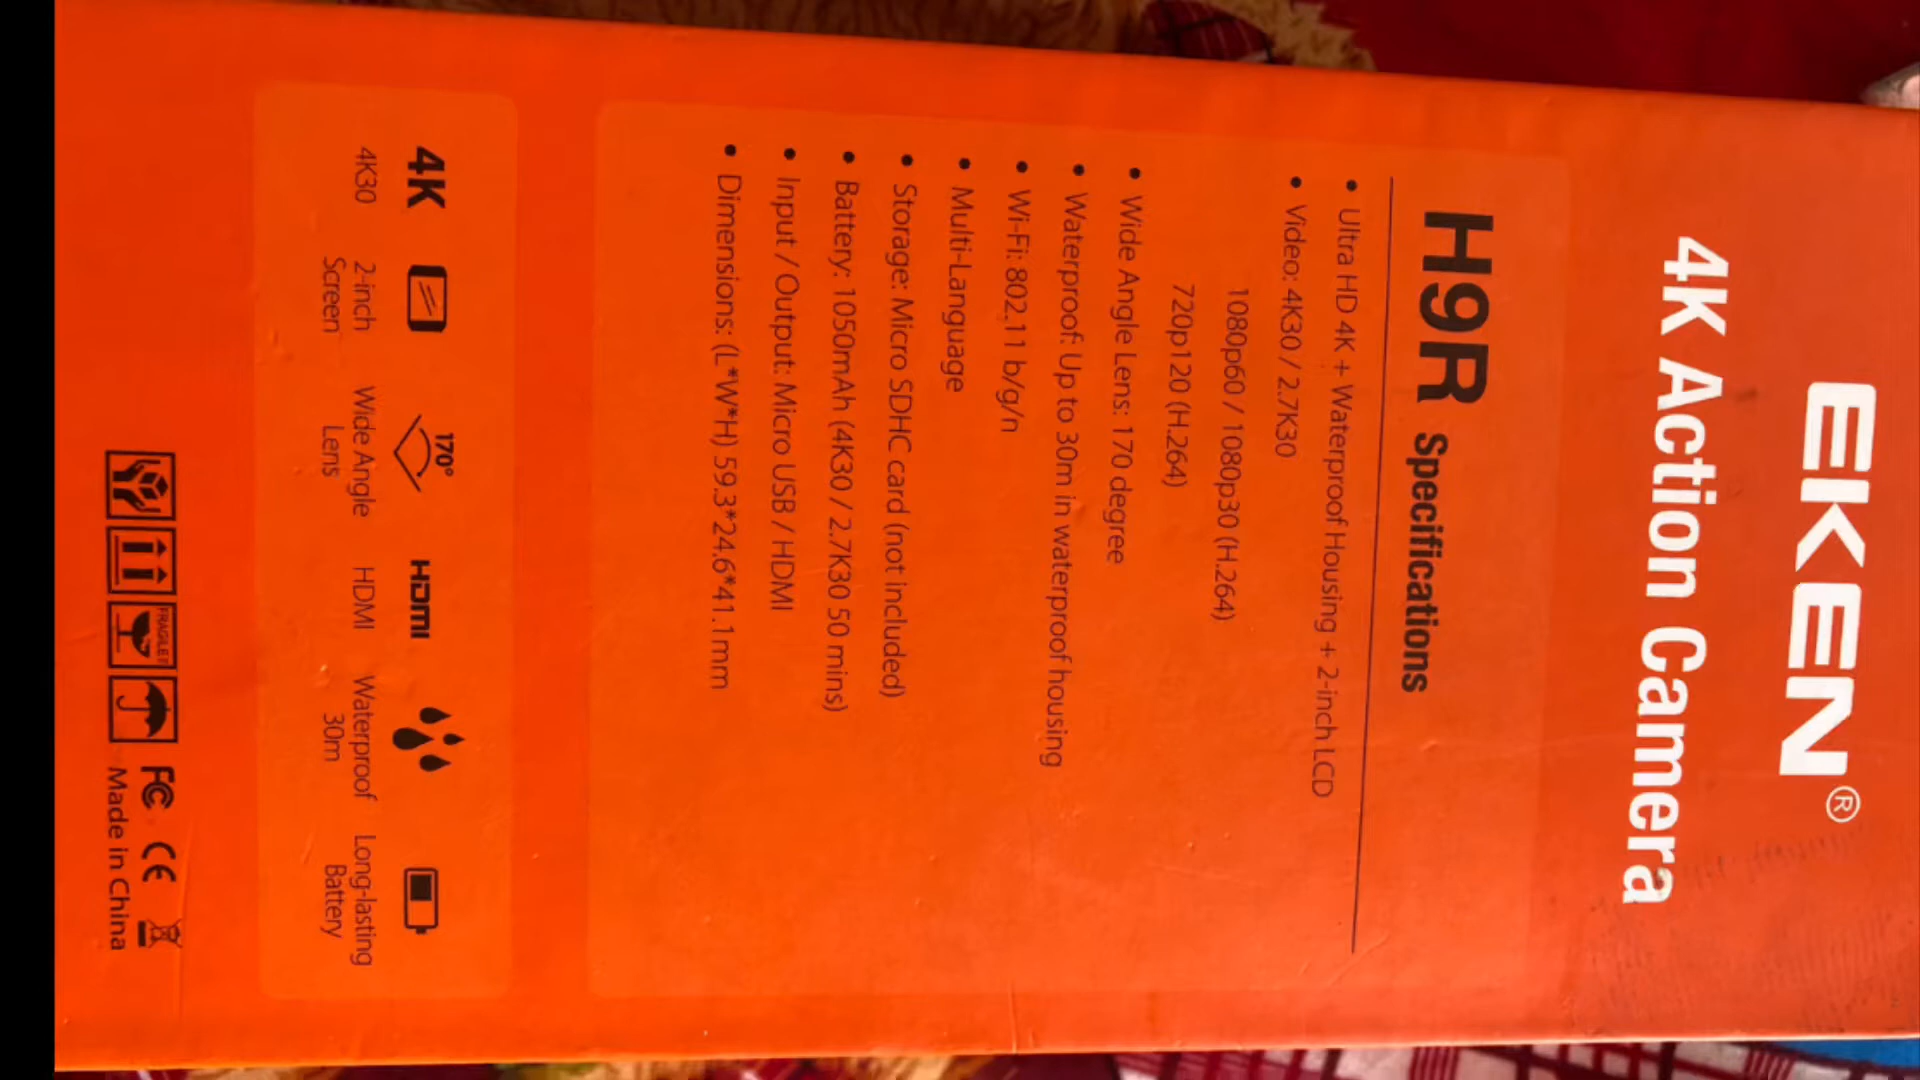 EKEN®
4K Action Camera
H9R Specifications
• Ultra HD 4K + Waterproof Housing + 2-inch LCD
• Video: 4K30 / 2.7K30
1080p60 / 1080p30 (H.264)
720p120 (H.264)
• Wide Angle Lens: 170 degree
• Waterproof: Up to 30m in waterproof housing
• Wi-Fi: 802.11 b/g/n
• Multi-Language
• Storage: Micro SDHC card (not included)
• Battery: 1050mAh (4K30 / 2.7K30 50 mins)
• Input / Output: Micro USB / HDMI
• Dimensions: (L*W*H) 59.3*24.6*41.1mm
4K
4K30
2-inch
Screen
170°
Wide Angle
Lens
HDMI
HDMI
Waterproof
30m
Long-lasting
Battery
FRAGILE
FC CE
Made in China